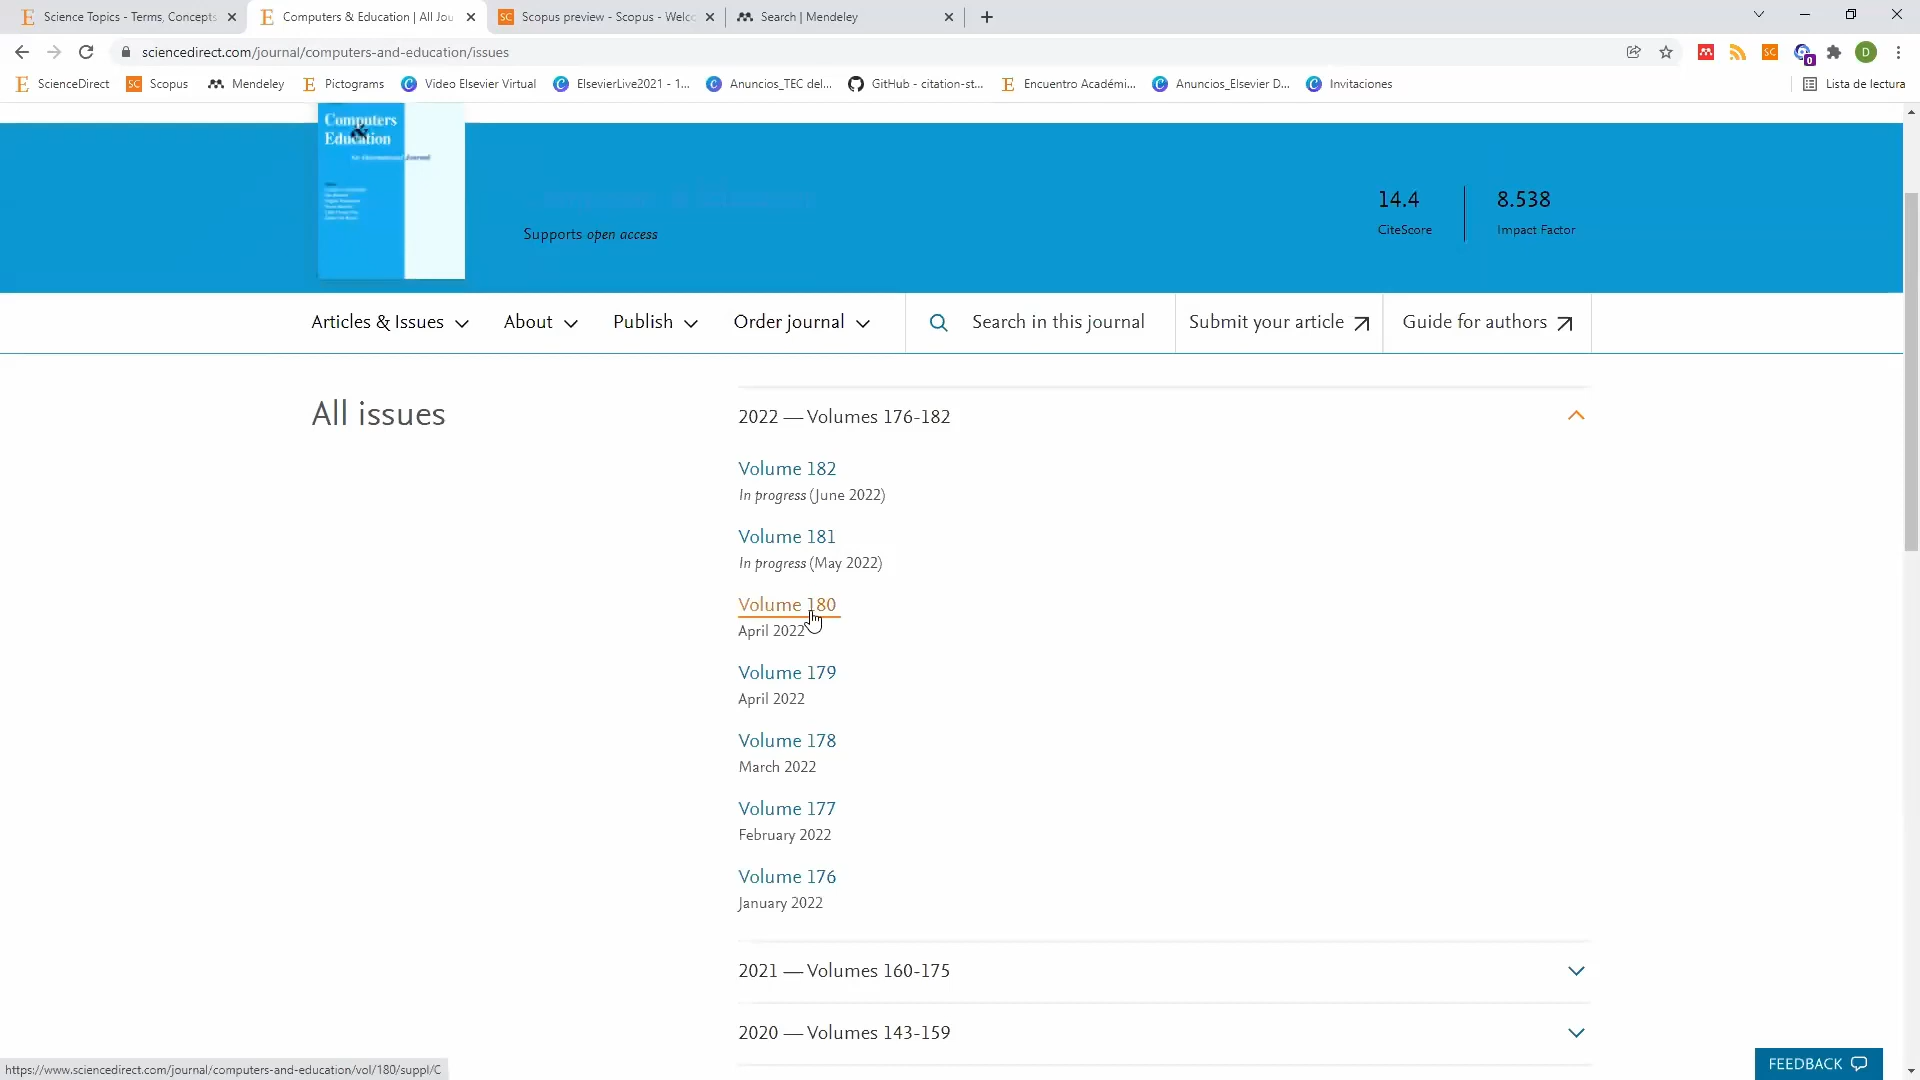 Science Topics - Terms, Concepts
Computers & Education | All Jou
Scopus preview - Scopus - Welc
Search | Mendeley
sciencedirect.com/journal/computers-and-education/issues
ScienceDirect
Scopus
Mendeley
Pictograms
Video Elsevier Virtual
ElsevierLive2021 - 1...
Anuncios_TEC del...
GitHub - citation-st...
Encuentro Académi...
Anuncios_Elsevier D...
Invitaciones
Lista de lectura
Computers
&
Education
An International Journal
Supports open access
14.4
CiteScore
8.538
Impact Factor
Articles & Issues
About
Publish
Order journal
Search in this journal
Submit your article
Guide for authors
All issues
2022 — Volumes 176-182
Volume 182
In progress (June 2022)
Volume 181
In progress (May 2022)
Volume 180
April 2022
Volume 179
April 2022
Volume 178
March 2022
Volume 177
February 2022
Volume 176
January 2022
2021 — Volumes 160-175
2020 — Volumes 143-159
FEEDBACK
https://www.sciencedirect.com/journal/computers-and-education/vol/180/suppl/C